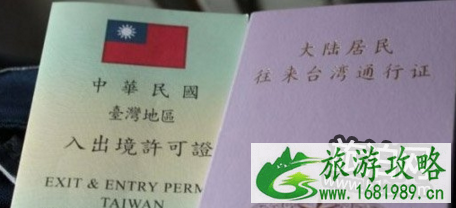 中華民國
臺灣地區
入出境許可證
EXIT & ENTRY PERM
TAIWAN
大陆居民
往来台湾通行证
旅游攻略
www.1681989.cn